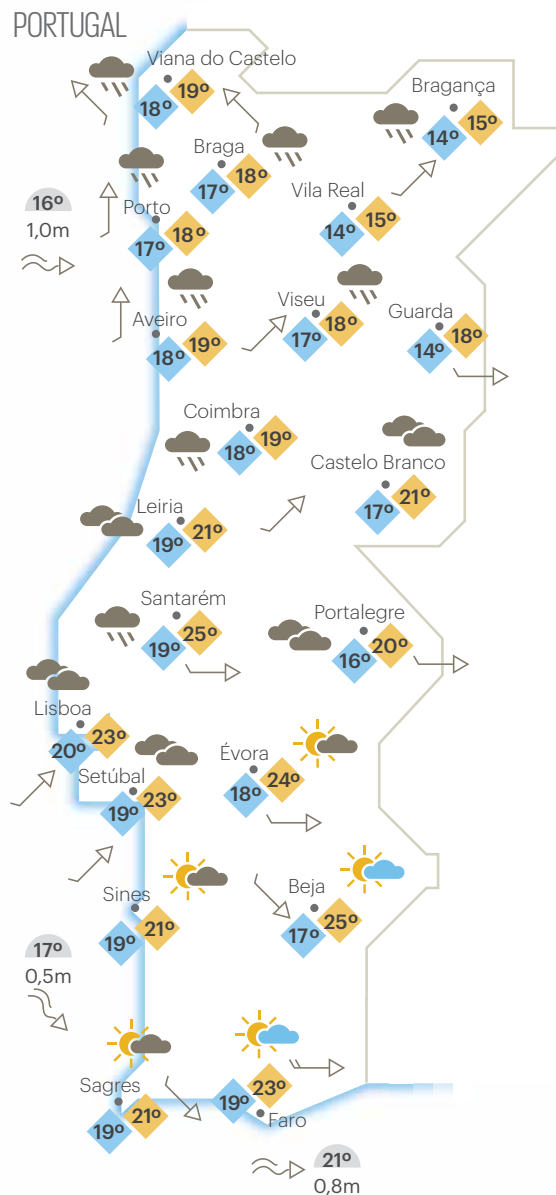 PORTUGAL
Viana do Castelo
18º 19º
Bragança
14º 15º
Braga
17º 18º
Vila Real
14º 15º
16º
1,0m
Porto
17º 18º
Aveiro
18º 19º
Viseu
17º 18º
Guarda
14º 18º
Coimbra
18º 19º
Castelo Branco
17º 21º
Leiria
19º 21º
Santarém
19º 25º
Portalegre
16º 20º
Lisboa
20º 23º
Setúbal
19º 23º
Évora
18º 24º
Sines
19º 21º
Beja
17º 25º
17º
0,5m
Sagres
19º 21º
19º 23º
Faro
21º
0,8m